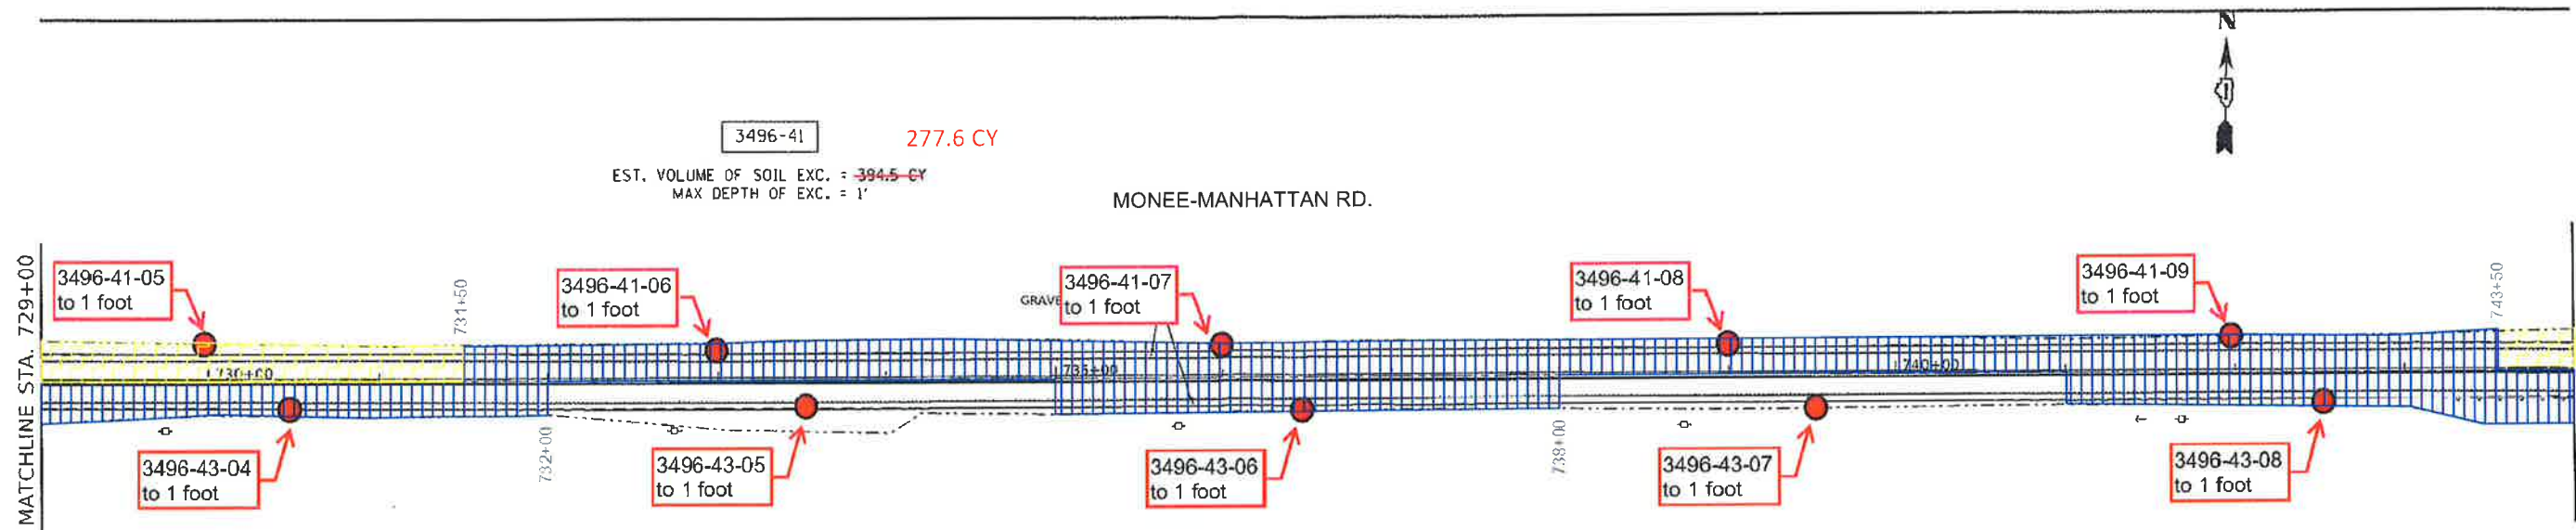 N
3496-41
277.6 CY
EST. VOLUME OF SOIL EXC. = 394.5 CY
MAX DEPTH OF EXC. = 1'
MONEE-MANHATTAN RD.
MATCHLINE STA. 729+00
3496-41-05
to 1 foot
731+50
3496-41-06
to 1 foot
GRAVE
3496-41-07
to 1 foot
3496-41-08
to 1 foot
3496-41-09
to 1 foot
743+50
730+00
735+00
740+00
3496-43-04
to 1 foot
732+00
3496-43-05
to 1 foot
3496-43-06
to 1 foot
738+00
3496-43-07
to 1 foot
3496-43-08
to 1 foot